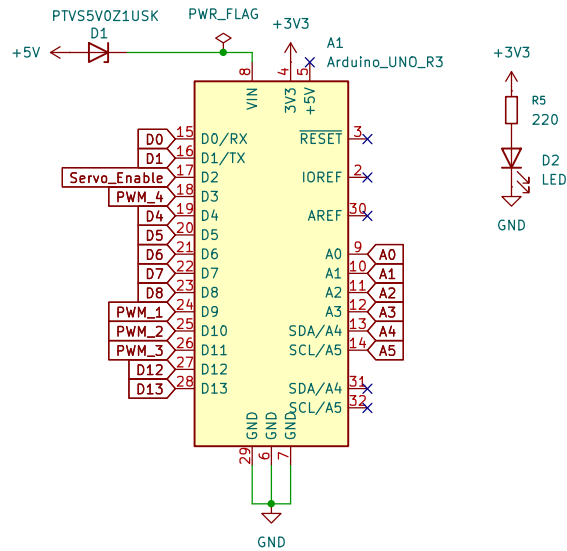 PTVS5V0Z1USK
PWR_FLAG
D1
+3V3
+5V
A1
Arduino_UNO_R3
+3V3
8
4
5
VIN
3V3
+5V
R5
220
D0 15 D0/RX
RESET 3
D1 16 D1/TX
D2
LED
Servo_Enable 17 D2
IOREF 2
PWM_4 18 D3
D4 19 D4
AREF 30
GND
D5 20 D5
D6 21 D6
A0 9 A0
D7 22 D7
A1 10 A1
D8 23 D8
A2 11 A2
PWM_1 24 D9
A3 12 A3
PWM_2 25 D10
SDA/A4 13 A4
PWM_3 26 D11
SCL/A5 14 A5
D12 27 D12
D13 28 D13
SDA/A4 31
SCL/A5 32
GND
GND
GND
29
6
7
GND